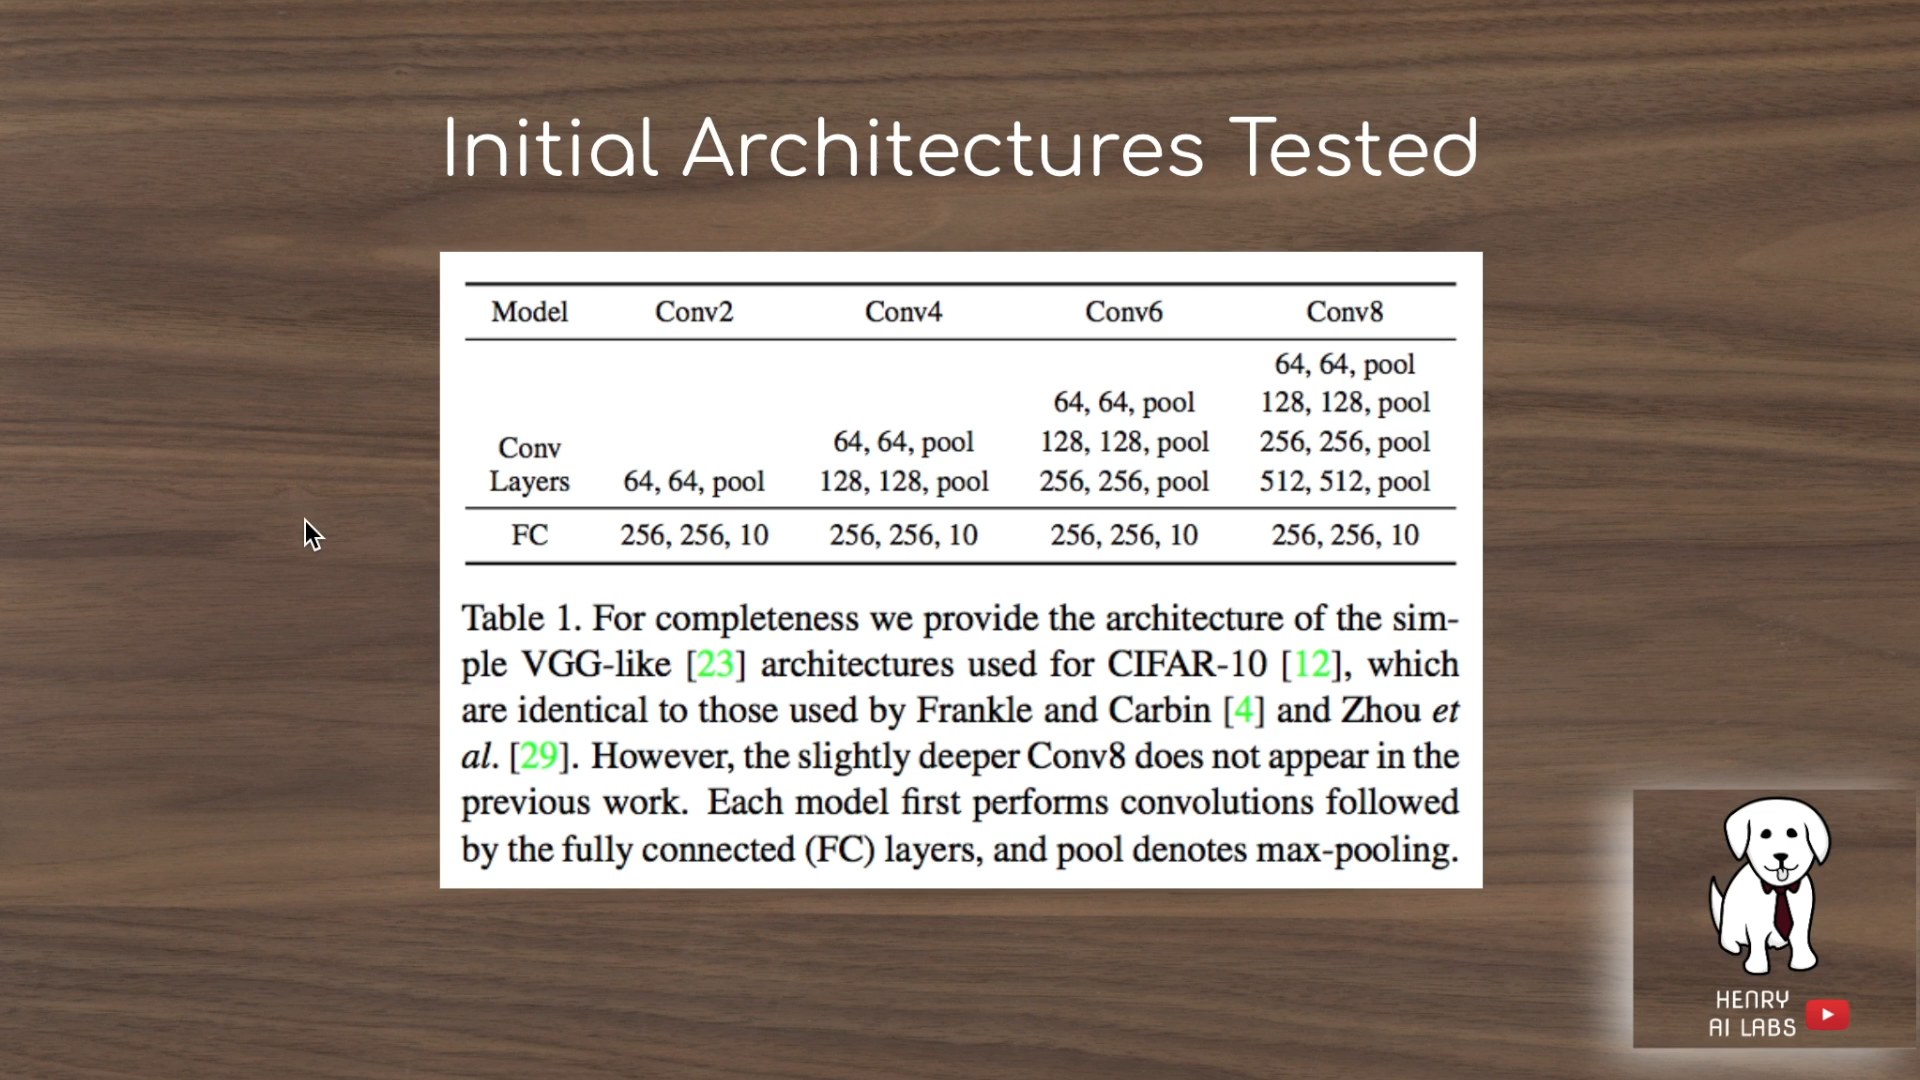 Initial Architectures Tested
Model Conv2 Conv4 Conv6 Conv8
64, 64, pool
64, 64, pool 128, 128, pool
Conv 64, 64, pool 128, 128, pool 256, 256, pool
Layers 64, 64, pool 128, 128, pool 256, 256, pool 512, 512, pool
FC 256, 256, 10 256, 256, 10 256, 256, 10 256, 256, 10
Table 1. For completeness we provide the architecture of the sim-
ple VGG-like [23] architectures used for CIFAR-10 [12], which
are identical to those used by Frankle and Carbin [4] and Zhou et
al. [29]. However, the slightly deeper Conv8 does not appear in the
previous work. Each model first performs convolutions followed
by the fully connected (FC) layers, and pool denotes max-pooling.
HENRY
AI LABS